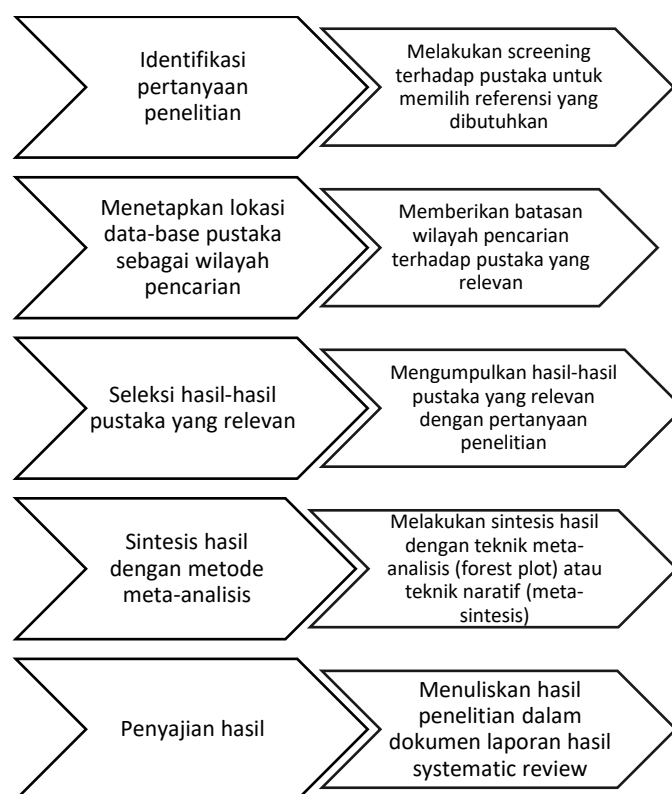 Identifikasi
pertanyaan
penelitian
Melakukan screening
terhadap pustaka untuk
memilih referensi yang
dibutuhkan
Menetapkan lokasi
data-base pustaka
sebagai wilayah
pencarian
Memberikan batasan
wilayah pencarian
terhadap pustaka yang
relevan
Seleksi hasil-hasil
pustaka yang relevan
Mengumpulkan hasil-hasil
pustaka yang relevan
dengan pertanyaan
penelitian
Sintesis hasil
dengan metode
meta-analisis
Melakukan sintesis hasil
dengan teknik meta-
analisis (forest plot) atau
teknik naratif (meta-
sintesis)
Penyajian hasil
Menuliskan hasil
penelitian dalam
dokumen laporan hasil
systematic review